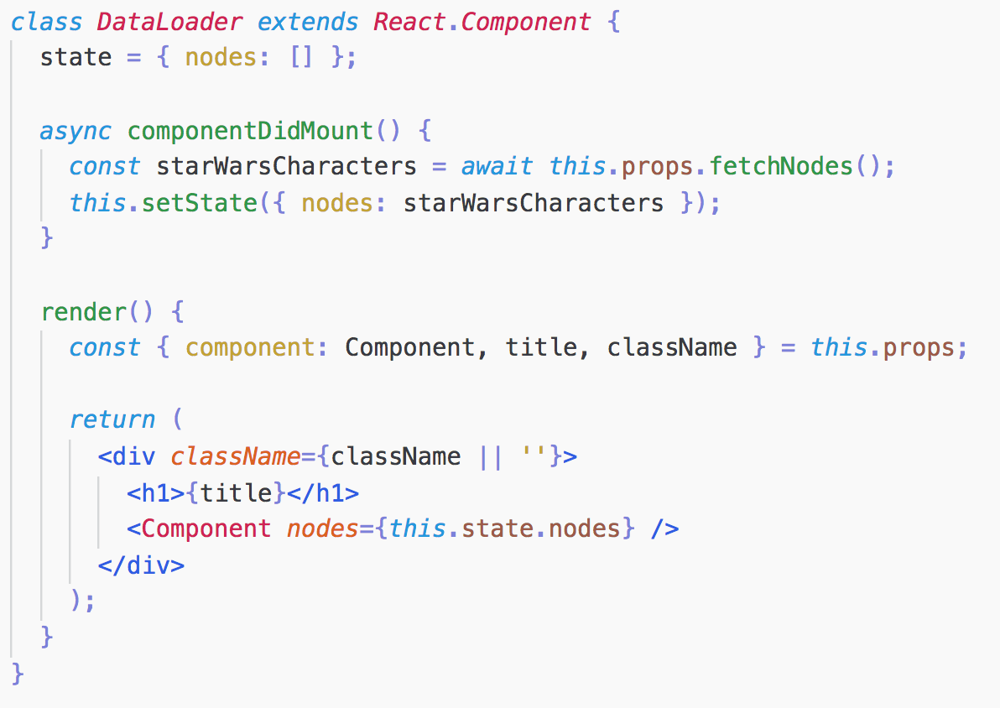 class DataLoader extends React.Component {
  state = { nodes: [] };

  async componentDidMount() {
    const starWarsCharacters = await this.props.fetchNodes();
    this.setState({ nodes: starWarsCharacters });
  }

  render() {
    const { component: Component, title, className } = this.props;

    return (
      <div className={className || ''}>
        <h1>{title}</h1>
        <Component nodes={this.state.nodes} />
      </div>
    );
  }
}